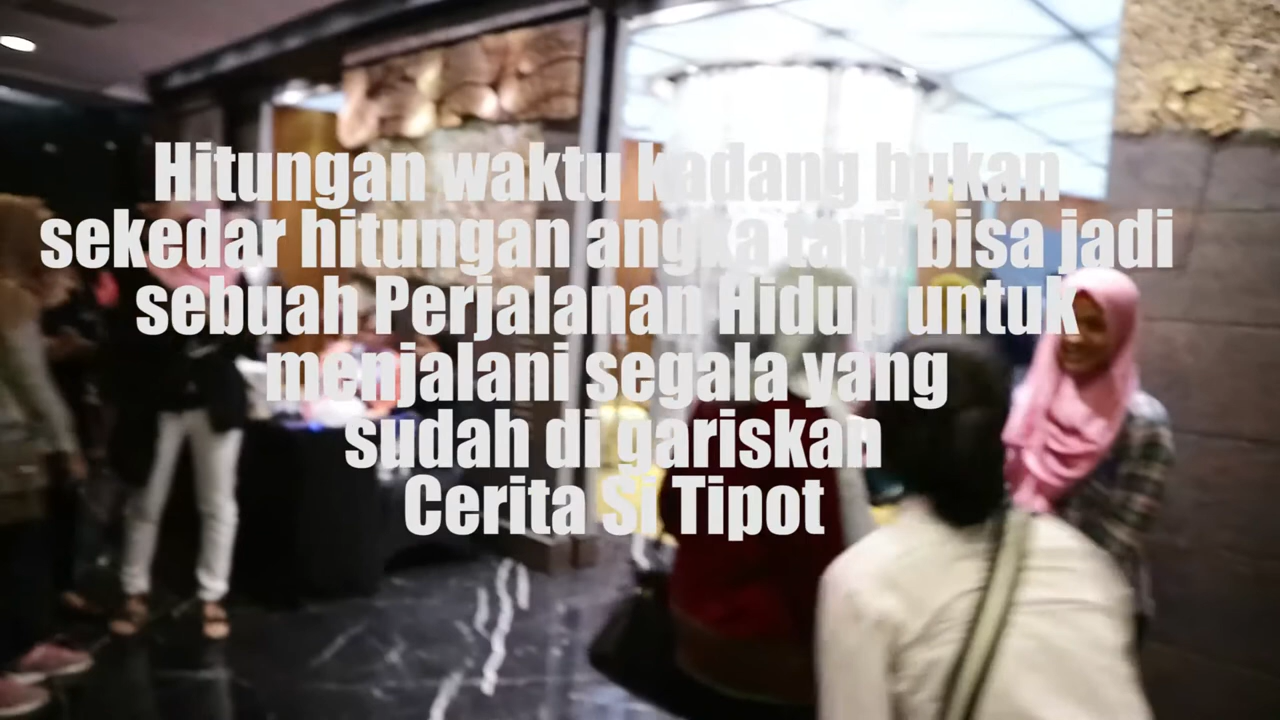 Hitungan waktu kadang bukan
sekedar hitungan angka tapi bisa jadi
sebuah Perjalanan Hidup untuk
menjalani segala yang
sudah di gariskan
Cerita Si Tipot